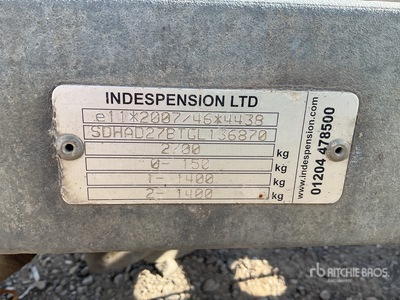 INDESPENSION LTD
e11*2007/46*4438
SDHAD27BTGL136870
2700 kg
0- 150 kg
1- 1400 kg
2- 1400 kg
www.indespension.com
01204 478500
rb RITCHIE BROS.